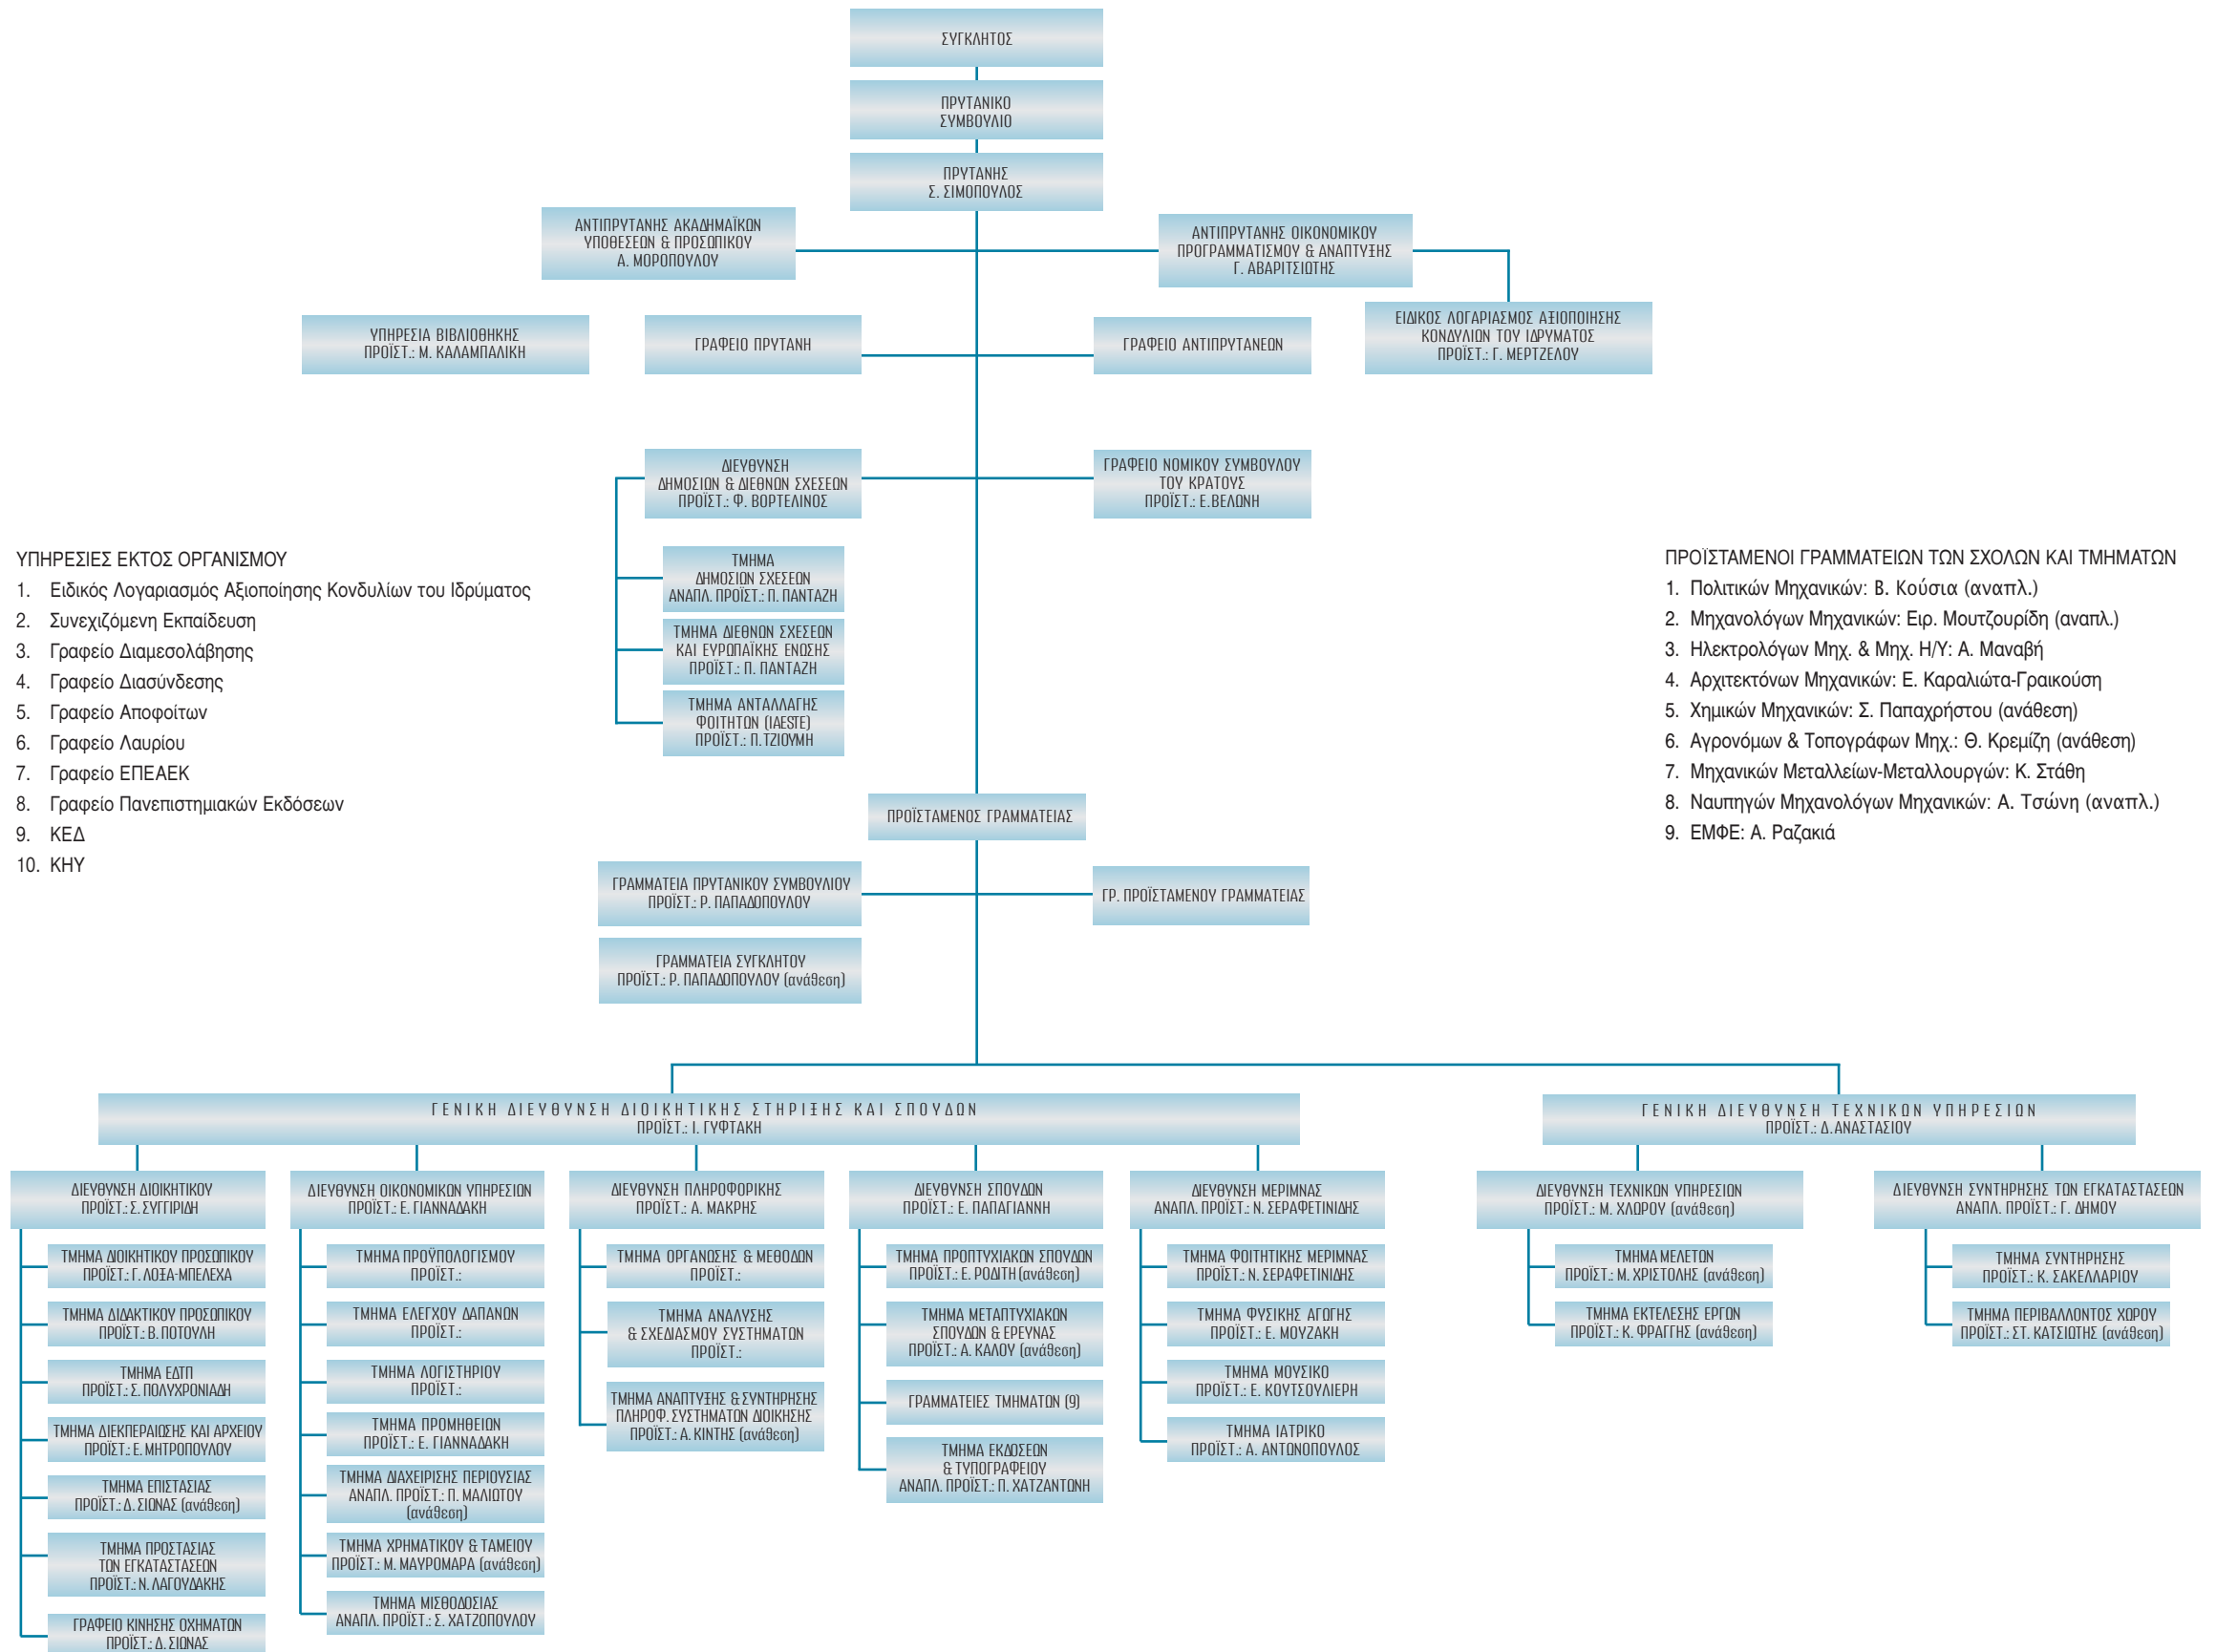 ΣΥΓΚΛΗΤΟΣ
ΠΡΥΤΑΝΙΚΟ
ΣΥΜΒΟΥΛΙΟ
ΠΡΥΤΑΝΗΣ
Σ. ΣΙΜΟΠΟΥΛΟΣ
ΑΝΤΙΠΡΥΤΑΝΗΣ ΑΚΑΔΗΜΑΪΚΩΝ
ΥΠΟΘΕΣΕΩΝ & ΠΡΟΣΩΠΙΚΟΥ
Α. ΜΟΡΟΠΟΥΛΟΥ
ΑΝΤΙΠΡΥΤΑΝΗΣ ΟΙΚΟΝΟΜΙΚΟΥ
ΠΡΟΓΡΑΜΜΑΤΙΣΜΟΥ & ΑΝΑΠΤΥΞΗΣ
Γ. ΑΒΑΡΙΤΣΙΩΤΗΣ
ΥΠΗΡΕΣΙΑ ΒΙΒΛΙΟΘΗΚΗΣ
ΠΡΟΪΣΤ.: Μ. ΚΑΛΑΜΠΑΛΙΚΗ
ΓΡΑΦΕΙΟ ΠΡΥΤΑΝΗ
ΓΡΑΦΕΙΟ ΑΝΤΙΠΡΥΤΑΝΕΩΝ
ΕΙΔΙΚΟΣ ΛΟΓΑΡΙΑΣΜΟΣ ΑΞΙΟΠΟΙΗΣΗΣ
ΚΟΝΔΥΛΙΩΝ ΤΟΥ ΙΔΡΥΜΑΤΟΣ
ΠΡΟΪΣΤ.: Γ. ΜΕΡΤΖΕΛΟΥ
ΔΙΕΥΘΥΝΣΗ
ΔΗΜΟΣΙΩΝ & ΔΙΕΘΝΩΝ ΣΧΕΣΕΩΝ
ΠΡΟΪΣΤ.: Φ. ΒΟΡΤΕΛΙΝΟΣ
ΓΡΑΦΕΙΟ ΝΟΜΙΚΟΥ ΣΥΜΒΟΥΛΟΥ
ΤΟΥ ΚΡΑΤΟΥΣ
ΠΡΟΪΣΤ.: Ε.ΒΕΛΩΝΗ
ΤΜΗΜΑ
ΔΗΜΟΣΙΩΝ ΣΧΕΣΕΩΝ
ΑΝΑΠΛ. ΠΡΟΪΣΤ.: Π. ΠΑΝΤΑΖΗ
ΤΜΗΜΑ ΔΙΕΘΝΩΝ ΣΧΕΣΕΩΝ
ΚΑΙ ΕΥΡΩΠΑΪΚΗΣ ΕΝΩΣΗΣ
ΠΡΟΪΣΤ.: Π. ΠΑΝΤΑΖΗ
ΤΜΗΜΑ ΑΝΤΑΛΛΑΓΗΣ
ΦΟΙΤΗΤΩΝ (IAESTE)
ΠΡΟΪΣΤ.: Π.ΤΖΙΟΥΜΗ
ΥΠΗΡΕΣΙΕΣ ΕΚΤΟΣ ΟΡΓΑΝΙΣΜΟΥ
1. Ειδικός Λογαριασμός Αξιοποίησης Κονδυλίων του Ιδρύματος
2. Συνεχιζόμενη Εκπαίδευση
3. Γραφείο Διαμεσολάβησης
4. Γραφείο Διασύνδεσης
5. Γραφείο Αποφοίτων
6. Γραφείο Λαυρίου
7. Γραφείο ΕΠΕΑΕΚ
8. Γραφείο Πανεπιστημιακών Εκδόσεων
9. ΚΕΔ
10. ΚΗΥ
ΠΡΟΪΣΤΑΜΕΝΟΙ ΓΡΑΜΜΑΤΕΙΩΝ ΤΩΝ ΣΧΟΛΩΝ ΚΑΙ ΤΜΗΜΑΤΩΝ
1. Πολιτικών Μηχανικών: Β. Κούσια (αναπλ.)
2. Μηχανολόγων Μηχανικών: Ειρ. Μουτζουρίδη (αναπλ.)
3. Ηλεκτρολόγων Μηχ. & Μηχ. Η/Υ: Α. Μαναβή
4. Αρχιτεκτόνων Μηχανικών: Ε. Καραλιώτα-Γραικούση
5. Χημικών Μηχανικών: Σ. Παπαχρήστου (ανάθεση)
6. Αγρονόμων & Τοπογράφων Μηχ.: Θ. Κρεμίζη (ανάθεση)
7. Μηχανικών Μεταλλείων-Μεταλλουργών: Κ. Στάθη
8. Ναυπηγών Μηχανολόγων Μηχανικών: Α. Τσώνη (αναπλ.)
9. ΕΜΦΕ: Α. Ραζακιά
ΠΡΟΪΣΤΑΜΕΝΟΣ ΓΡΑΜΜΑΤΕΙΑΣ
ΓΡΑΜΜΑΤΕΙΑ ΠΡΥΤΑΝΙΚΟΥ ΣΥΜΒΟΥΛΙΟΥ
ΠΡΟΪΣΤ.: Ρ. ΠΑΠΑΔΟΠΟΥΛΟΥ
ΓΡ. ΠΡΟΪΣΤΑΜΕΝΟΥ ΓΡΑΜΜΑΤΕΙΑΣ
ΓΡΑΜΜΑΤΕΙΑ ΣΥΓΚΛΗΤΟΥ
ΠΡΟΪΣΤ.: Ρ. ΠΑΠΑΔΟΠΟΥΛΟΥ (ανάθεση)
ΓΕΝΙΚΗ ΔΙΕΥΘΥΝΣΗ ΔΙΟΙΚΗΤΙΚΗΣ ΣΤΗΡΙΞΗΣ ΚΑΙ ΣΠΟΥΔΩΝ
ΠΡΟΪΣΤ.: Ι. ΓΥΦΤΑΚΗ
ΓΕΝΙΚΗ ΔΙΕΥΘΥΝΣΗ ΤΕΧΝΙΚΩΝ ΥΠΗΡΕΣΙΩΝ
ΠΡΟΪΣΤ.: Δ.ΑΝΑΣΤΑΣΙΟΥ
ΔΙΕΥΘΥΝΣΗ ΔΙΟΙΚΗΤΙΚΟΥ
ΠΡΟΪΣΤ.: Σ. ΣΥΓΓΙΡΙΔΗ
ΤΜΗΜΑ ΔΙΟΙΚΗΤΙΚΟΥ ΠΡΟΣΩΠΙΚΟΥ
ΠΡΟΪΣΤ.: Γ. ΛΟΞΑ-ΜΠΕΛΕΧΑ
ΤΜΗΜΑ ΔΙΔΑΚΤΙΚΟΥ ΠΡΟΣΩΠΙΚΟΥ
ΠΡΟΪΣΤ.: Β. ΠΟΤΟΥΛΗ
ΤΜΗΜΑ ΕΔΤΠ
ΠΡΟΪΣΤ.: Σ. ΠΟΛΥΧΡΟΝΙΑΔΗ
ΤΜΗΜΑ ΔΙΕΚΠΕΡΑΙΩΣΗΣ ΚΑΙ ΑΡΧΕΙΟΥ
ΠΡΟΪΣΤ.: Ε. ΜΗΤΡΟΠΟΥΛΟΥ
ΤΜΗΜΑ ΕΠΙΣΤΑΣΙΑΣ
ΠΡΟΪΣΤ.: Δ. ΣΙΩΝΑΣ (ανάθεση)
ΤΜΗΜΑ ΠΡΟΣΤΑΣΙΑΣ
ΤΩΝ ΕΓΚΑΤΑΣΤΑΣΕΩΝ
ΠΡΟΪΣΤ.: Ν. ΛΑΓΟΥΔΑΚΗΣ
ΓΡΑΦΕΙΟ ΚΙΝΗΣΗΣ ΟΧΗΜΑΤΩΝ
ΠΡΟΪΣΤ.: Δ. ΣΙΩΝΑΣ
ΔΙΕΥΘΥΝΣΗ ΟΙΚΟΝΟΜΙΚΩΝ ΥΠΗΡΕΣΙΩΝ
ΠΡΟΪΣΤ.: Ε. ΓΙΑΝΝΑΔΑΚΗ
ΤΜΗΜΑ ΠΡΟΫΠΟΛΟΓΙΣΜΟΥ
ΠΡΟΪΣΤ.:
ΤΜΗΜΑ ΕΛΕΓΧΟΥ ΔΑΠΑΝΩΝ
ΠΡΟΪΣΤ.:
ΤΜΗΜΑ ΛΟΓΙΣΤΗΡΙΟΥ
ΠΡΟΪΣΤ.:
ΤΜΗΜΑ ΠΡΟΜΗΘΕΙΩΝ
ΠΡΟΪΣΤ.: Ε. ΓΙΑΝΝΑΔΑΚΗ
ΤΜΗΜΑ ΔΙΑΧΕΙΡΙΣΗΣ ΠΕΡΙΟΥΣΙΑΣ
ΑΝΑΠΛ. ΠΡΟΪΣΤ.: Π. ΜΑΛΙΩΤΟΥ
(ανάθεση)
ΤΜΗΜΑ ΧΡΗΜΑΤΙΚΟΥ & ΤΑΜΕΙΟΥ
ΠΡΟΪΣΤ.: Μ. ΜΑΥΡΟΜΑΡΑ (ανάθεση)
ΤΜΗΜΑ ΜΙΣΘΟΔΟΣΙΑΣ
ΑΝΑΠΛ. ΠΡΟΪΣΤ.: Σ. ΧΑΤΖΟΠΟΥΛΟΥ
ΔΙΕΥΘΥΝΣΗ ΠΛΗΡΟΦΟΡΙΚΗΣ
ΠΡΟΪΣΤ.: Α. ΜΑΚΡΗΣ
ΤΜΗΜΑ ΟΡΓΑΝΩΣΗΣ & ΜΕΘΟΔΩΝ
ΠΡΟΪΣΤ.:
ΤΜΗΜΑ ΑΝΑΛΥΣΗΣ
& ΣΧΕΔΙΑΣΜΟΥ ΣΥΣΤΗΜΑΤΩΝ
ΠΡΟΪΣΤ.:
ΤΜΗΜΑ ΑΝΑΠΤΥΞΗΣ & ΣΥΝΤΗΡΗΣΗΣ
ΠΛΗΡΟΦ. ΣΥΣΤΗΜΑΤΩΝ ΔΙΟΙΚΗΣΗΣ
ΠΡΟΪΣΤ.: Α. ΚΙΝΤΗΣ (ανάθεση)
ΔΙΕΥΘΥΝΣΗ ΣΠΟΥΔΩΝ
ΠΡΟΪΣΤ.: Ε. ΠΑΠΑΓΙΑΝΝΗ
ΤΜΗΜΑ ΠΡΟΠΤΥΧΙΑΚΩΝ ΣΠΟΥΔΩΝ
ΠΡΟΪΣΤ.: Ε. ΡΟΔΙΤΗ (ανάθεση)
ΤΜΗΜΑ ΜΕΤΑΠΤΥΧΙΑΚΩΝ
ΣΠΟΥΔΩΝ & ΕΡΕΥΝΑΣ
ΠΡΟΪΣΤ.: Α. ΚΑΛΟΥ (ανάθεση)
ΓΡΑΜΜΑΤΕΙΕΣ ΤΜΗΜΑΤΩΝ (9)
ΤΜΗΜΑ ΕΚΔΟΣΕΩΝ
& ΤΥΠΟΓΡΑΦΕΙΟΥ
ΑΝΑΠΛ. ΠΡΟΪΣΤ.: Π. ΧΑΤΖΑΝΤΩΝΗ
ΔΙΕΥΘΥΝΣΗ ΜΕΡΙΜΝΑΣ
ΑΝΑΠΛ. ΠΡΟΪΣΤ.: Ν. ΣΕΡΑΦΕΤΙΝΙΔΗΣ
ΤΜΗΜΑ ΦΟΙΤΗΤΙΚΗΣ ΜΕΡΙΜΝΑΣ
ΠΡΟΪΣΤ.: Ν. ΣΕΡΑΦΕΤΙΝΙΔΗΣ
ΤΜΗΜΑ ΦΥΣΙΚΗΣ ΑΓΩΓΗΣ
ΠΡΟΪΣΤ.: Ε. ΜΟΥΖΑΚΗ
ΤΜΗΜΑ ΜΟΥΣΙΚΟ
ΠΡΟΪΣΤ.: Ε. ΚΟΥΤΣΟΥΛΙΕΡΗ
ΤΜΗΜΑ ΙΑΤΡΙΚΟ
ΠΡΟΪΣΤ.: Α. ΑΝΤΩΝΟΠΟΥΛΟΣ
ΔΙΕΥΘΥΝΣΗ ΤΕΧΝΙΚΩΝ ΥΠΗΡΕΣΙΩΝ
ΠΡΟΪΣΤ.: Μ. ΧΛΩΡΟΥ (ανάθεση)
ΤΜΗΜΑ ΜΕΛΕΤΩΝ
ΠΡΟΪΣΤ.: Μ. ΧΡΙΣΤΟΛΗΣ (ανάθεση)
ΤΜΗΜΑ ΕΚΤΕΛΕΣΗΣ ΕΡΓΩΝ
ΠΡΟΪΣΤ.: Κ. ΦΡΑΓΓΗΣ (ανάθεση)
ΔΙΕΥΘΥΝΣΗ ΣΥΝΤΗΡΗΣΗΣ ΤΩΝ ΕΓΚΑΤΑΣΤΑΣΕΩΝ
ΑΝΑΠΛ. ΠΡΟΪΣΤ.: Γ. ΔΗΜΟΥ
ΤΜΗΜΑ ΣΥΝΤΗΡΗΣΗΣ
ΠΡΟΪΣΤ.: Κ. ΣΑΚΕΛΛΑΡΙΟΥ
ΤΜΗΜΑ ΠΕΡΙΒΑΛΛΟΝΤΟΣ ΧΩΡΟΥ
ΠΡΟΪΣΤ.: ΣΤ. ΚΑΤΣΙΩΤΗΣ (ανάθεση)